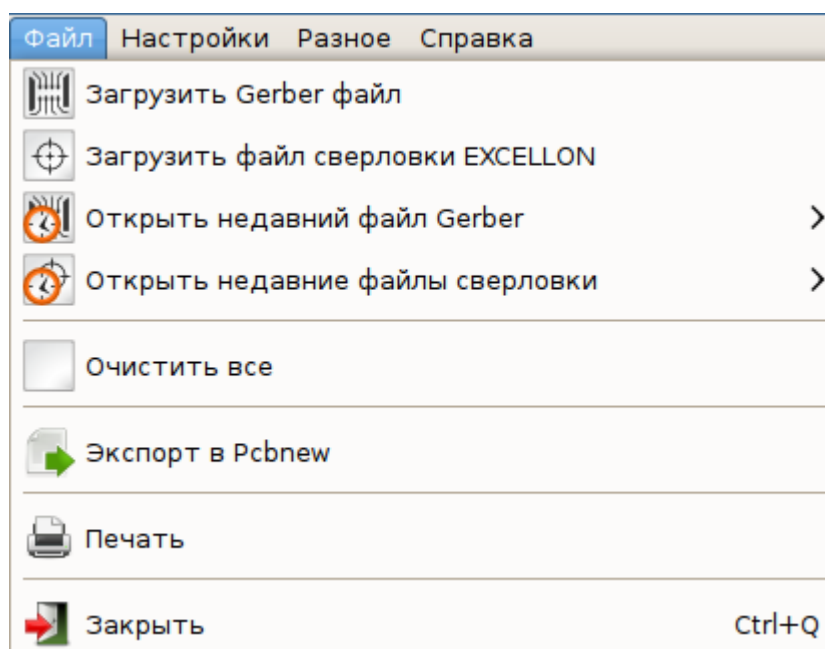 Файл Настройки Разное Справка
Загрузить Gerber файл
Загрузить файл сверловки EXCELLON
Открыть недавний файл Gerber
Открыть недавние файлы сверловки
Очистить все
Экспорт в Pcbnew
Печать
Закрыть Ctrl+Q